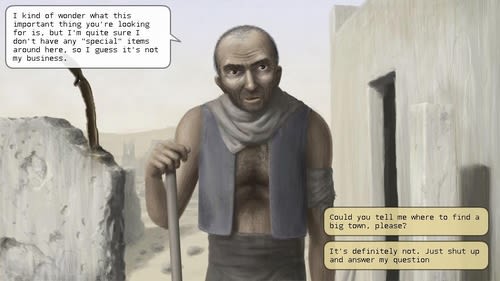 I kind of wonder what this
important thing you're looking
for is, but I'm quite sure I
don't have any "special" items
around here, so I guess it's not
my business.
Could you tell me where to find a
big town, please?
It's definitely not. Just shut up
and answer my question